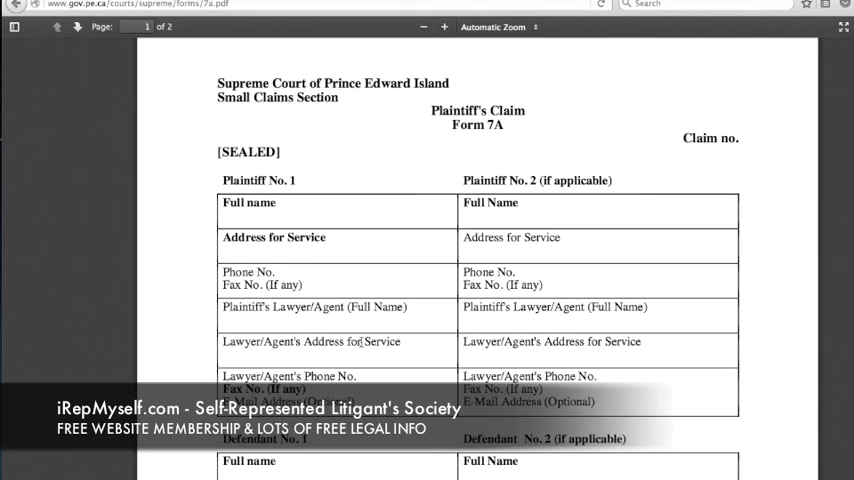 www.gov.pe.ca/courts/supreme/forms/7a.pdf
Search
Page: 1 of 2
Automatic Zoom
Supreme Court of Prince Edward Island
Small Claims Section
Plaintiff's Claim
Form 7A
Claim no.
[SEALED]
Plaintiff No. 1 Plaintiff No. 2 (if applicable)
Full name Full Name
Address for Service Address for Service
Phone No. Phone No.
Fax No. (If any) Fax No. (If any)
Plaintiff's Lawyer/Agent (Full Name) Plaintiff's Lawyer/Agent (Full Name)
Lawyer/Agent's Address for Service Lawyer/Agent's Address for Service
Lawyer/Agent's Phone No. Lawyer/Agent's Phone No.
Fax No. (If any) Fax No. (If any)
E-Mail Address (Optional) E-Mail Address (Optional)
iRepMyself.com - Self-Represented Litigant's Society
FREE WEBSITE MEMBERSHIP & LOTS OF FREE LEGAL INFO
Defendant No. 1 Defendant No. 2 (if applicable)
Full name Full Name